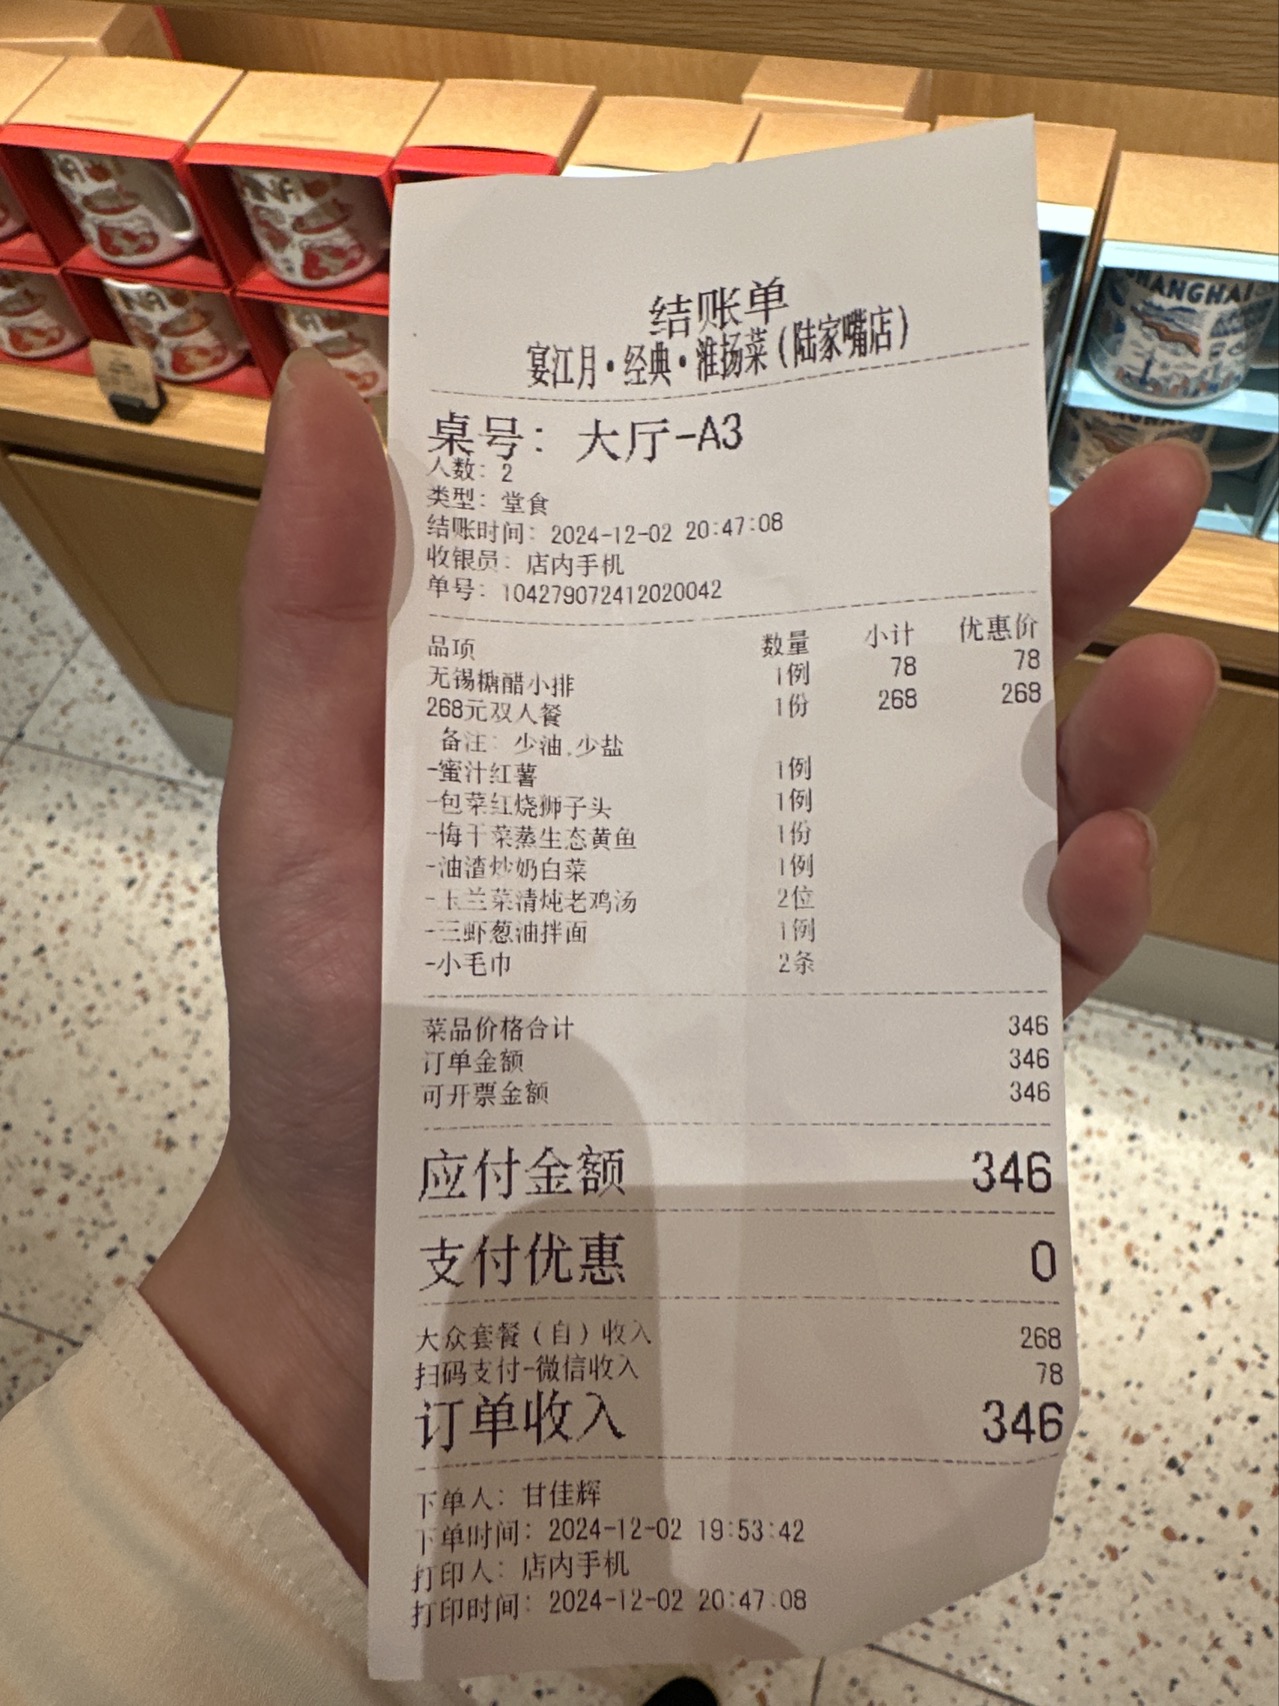 结账单
宴江月·经典·淮扬菜(陆家嘴店)
桌号: 大厅-A3
人数: 2
类型: 堂食
结账时间: 2024-12-02 20:47:08
收银员: 店内手机
单号: 104279072412020042
品项 数量 小计 优惠价
无锡糖醋小排 1例 78 78
268元双人餐 1份 268 268
备注: 少油,少盐
-蜜汁红薯 1例
-包菜红烧狮子头 1例
-梅干菜蒸生态黄鱼 1份
-油渣炒奶白菜 1例
-玉兰菜清炖老鸡汤 2位
-三虾葱油拌面 1例
-小毛巾 2条
菜品价格合计 346
订单金额 346
可开票金额 346
应付金额 346
支付优惠 0
大众套餐(自)收入 268
扫码支付-微信收入 78
订单收入 346
下单人: 甘佳辉
下单时间: 2024-12-02 19:53:42
打印人: 店内手机
打印时间: 2024-12-02 20:47:08
SHANGHAI